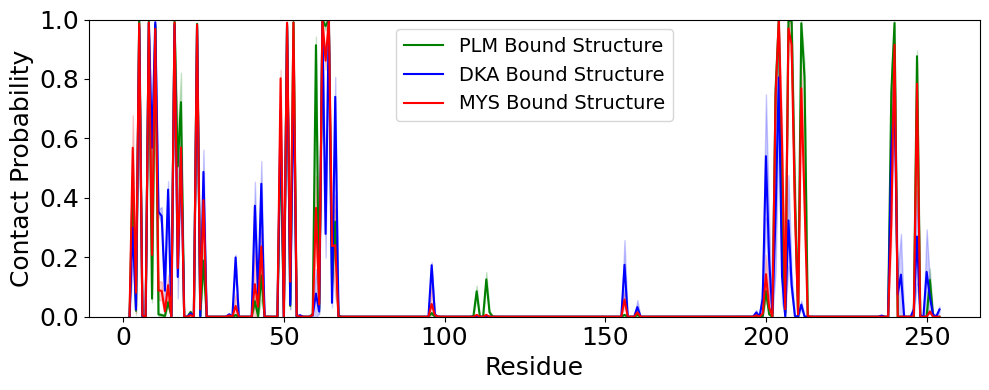 Contact Probability
1.0
0.8
0.6
0.4
0.2
0.0
PLM Bound Structure
DKA Bound Structure
MYS Bound Structure
0 50 100 150 200 250
Residue